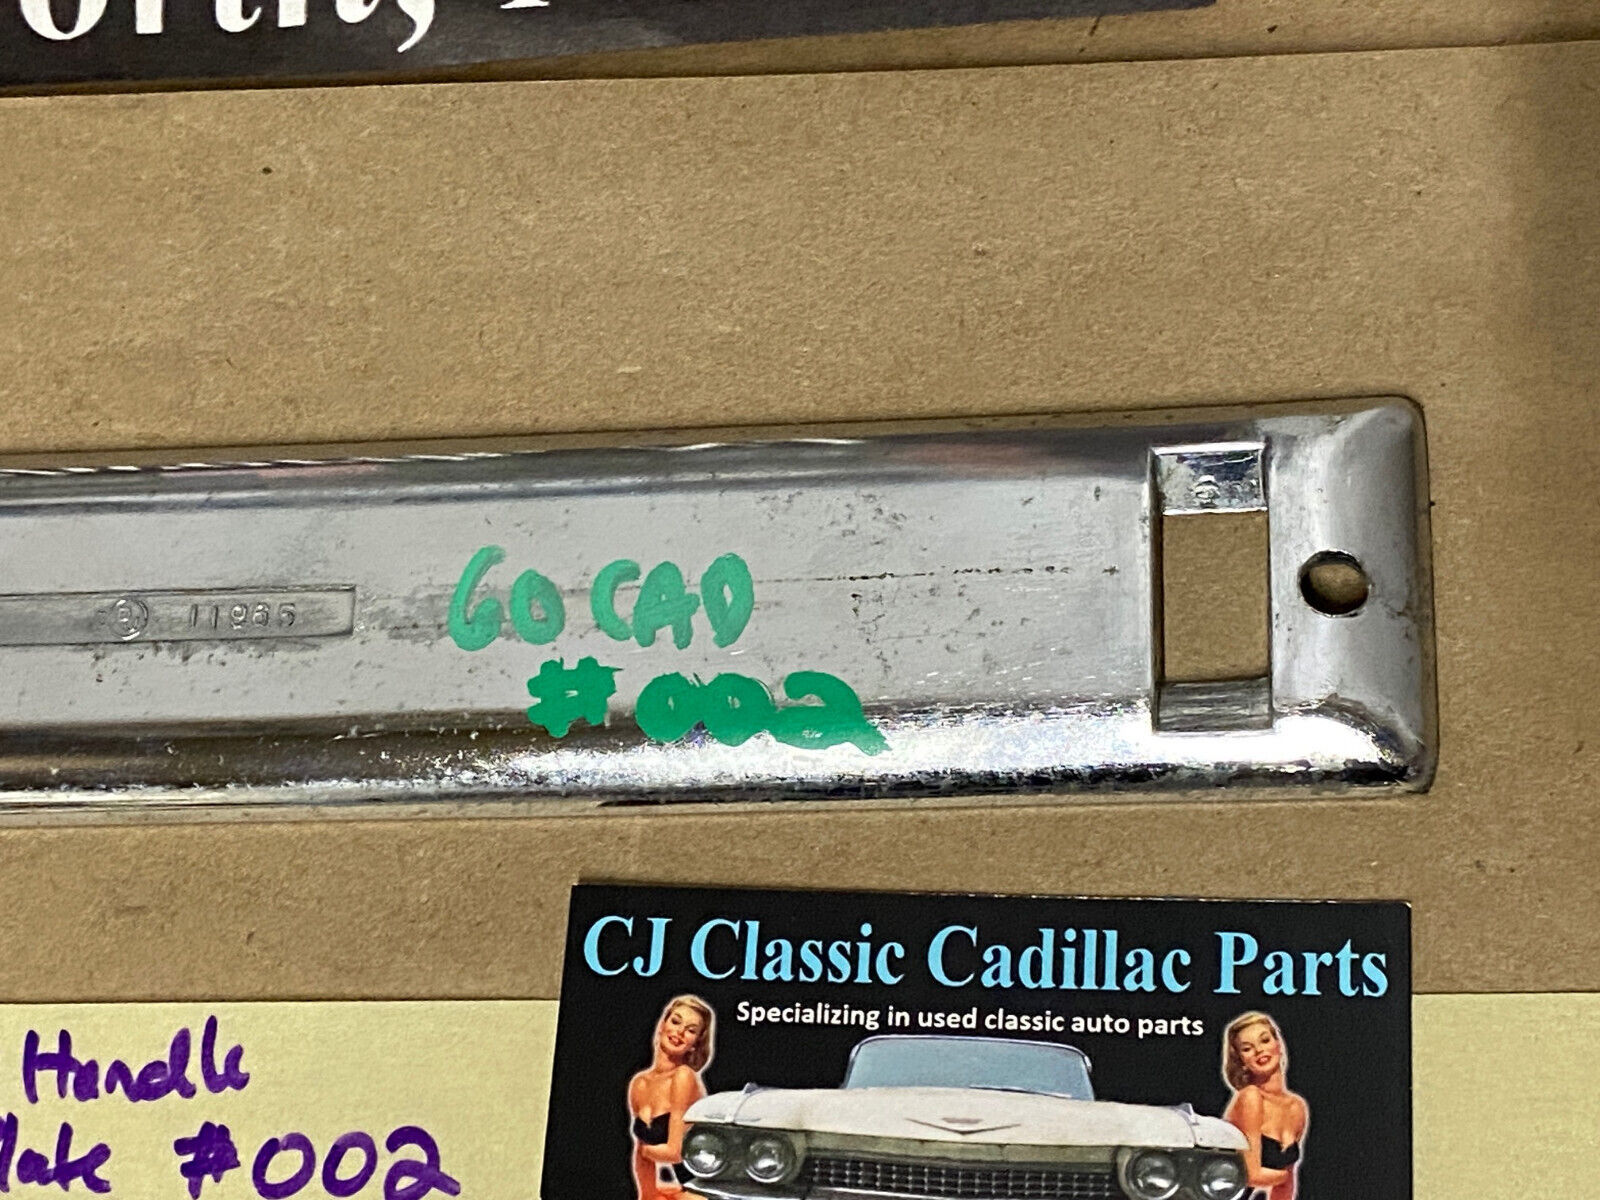 11965
60 CAD
#002
CJ Classic Cadillac Parts
Specializing in used classic auto parts
Handle
#002